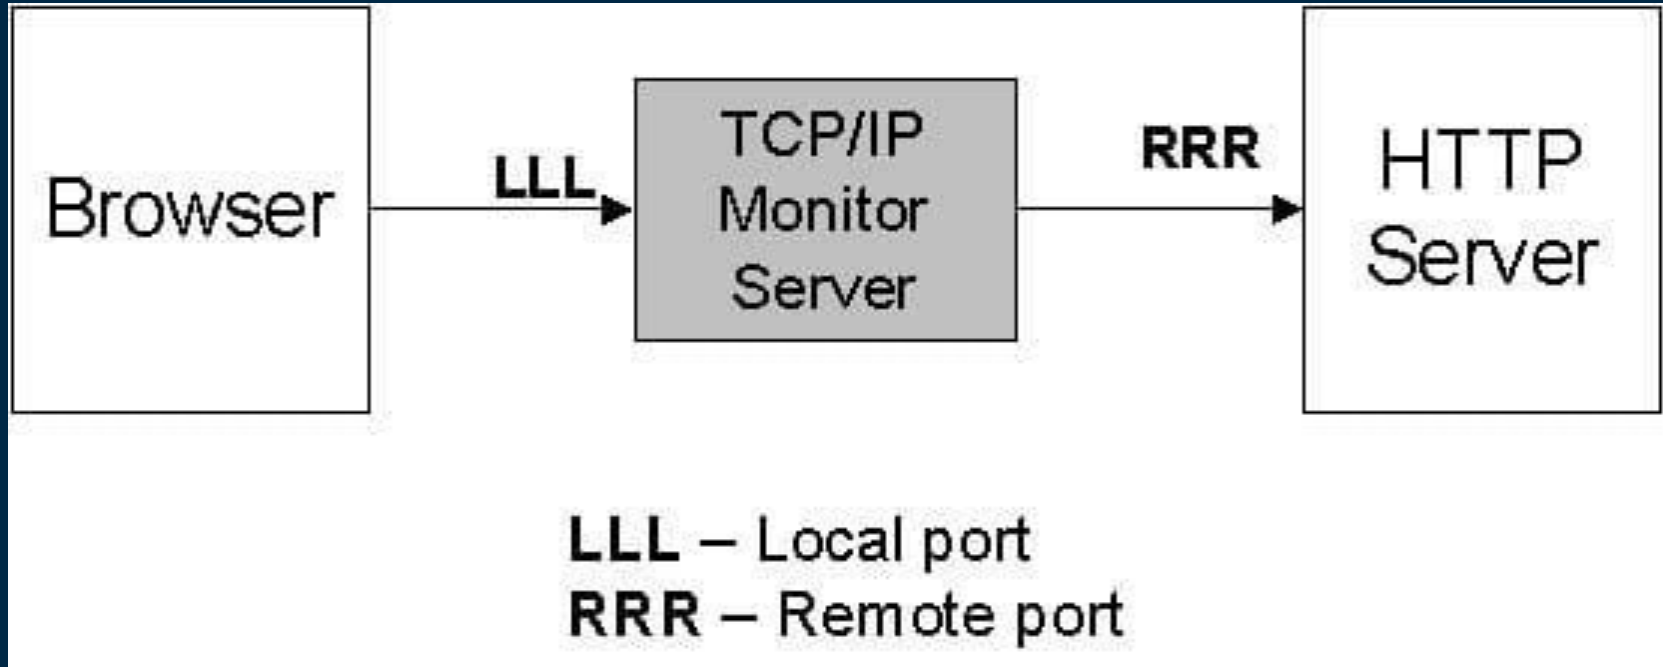 Browser
LLL
TCP/IP
Monitor
Server
RRR
HTTP
Server
LLL – Local port
RRR – Remote port